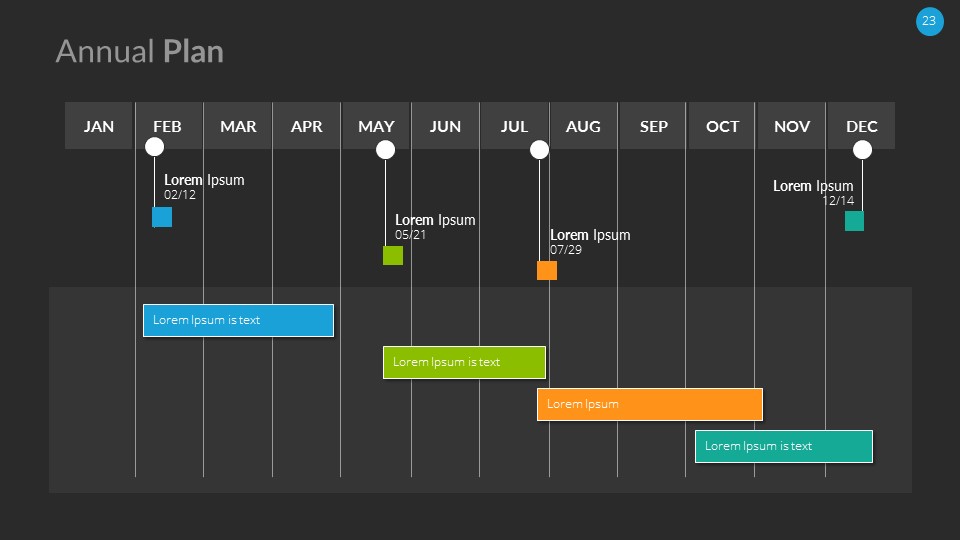 23
Annual Plan
JAN FEB MAR APR MAY JUN JUL AUG SEP OCT NOV DEC
Lorem Ipsum
02/12
Lorem Ipsum
05/21
Lorem Ipsum
07/29
Lorem Ipsum
12/14
Lorem Ipsum is text
Lorem Ipsum is text
Lorem Ipsum
Lorem Ipsum is text